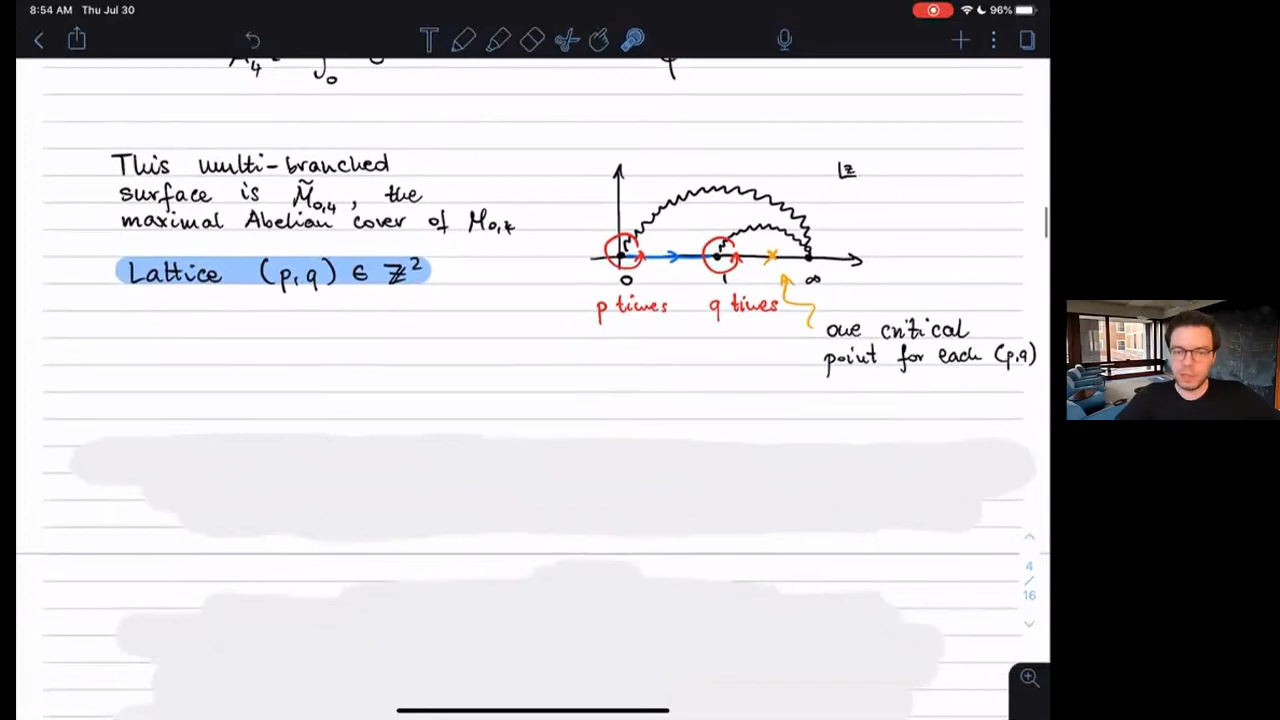 8:54 AM Thu Jul 30
96%
This multi-branched
surface is M̃₀,₄, the
maximal Abelian cover of M₀,₄
Lattice (p,q) ∈ ℤ²
z
0
1
∞
p times
q times
one critical
point for each (p,q)
4
/
16